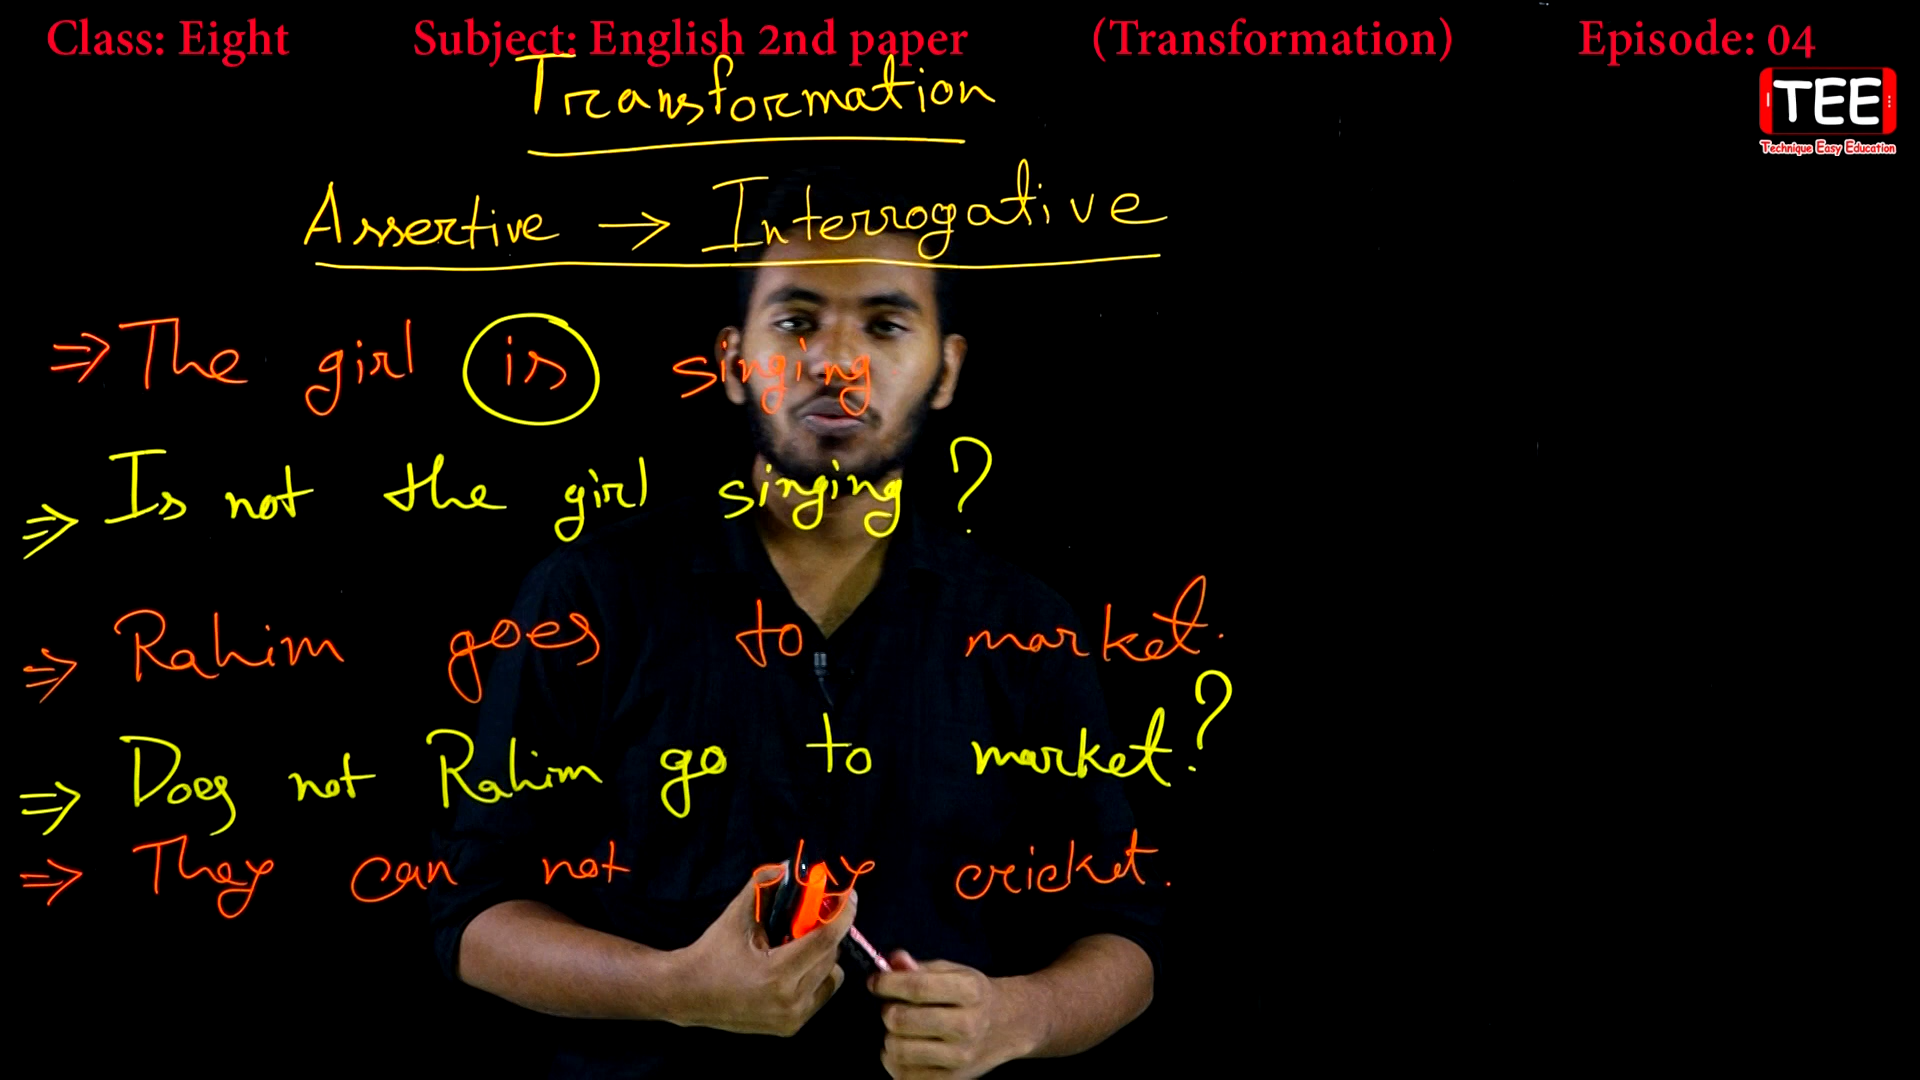 Class: Eight Subject: English 2nd paper (Transformation) Episode: 04
TEE
Technique Easy Education
Transformation
Assertive → Interrogative
⇒ The girl is singing
⇒ Is not the girl singing?
⇒ Rahim goes to market.
⇒ Does not Rahim go to market?
⇒ They can not play cricket.